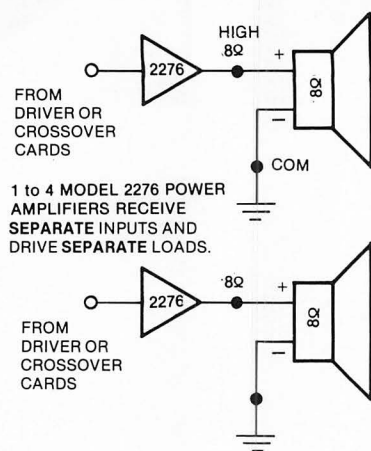 HIGH
8Ω
2276
+
8Ω
−
FROM
DRIVER OR
CROSSOVER
CARDS
COM
1 to 4 MODEL 2276 POWER
AMPLIFIERS RECEIVE
SEPARATE INPUTS AND
DRIVE SEPARATE LOADS.
8Ω
2276
+
8Ω
−
FROM
DRIVER OR
CROSSOVER
CARDS